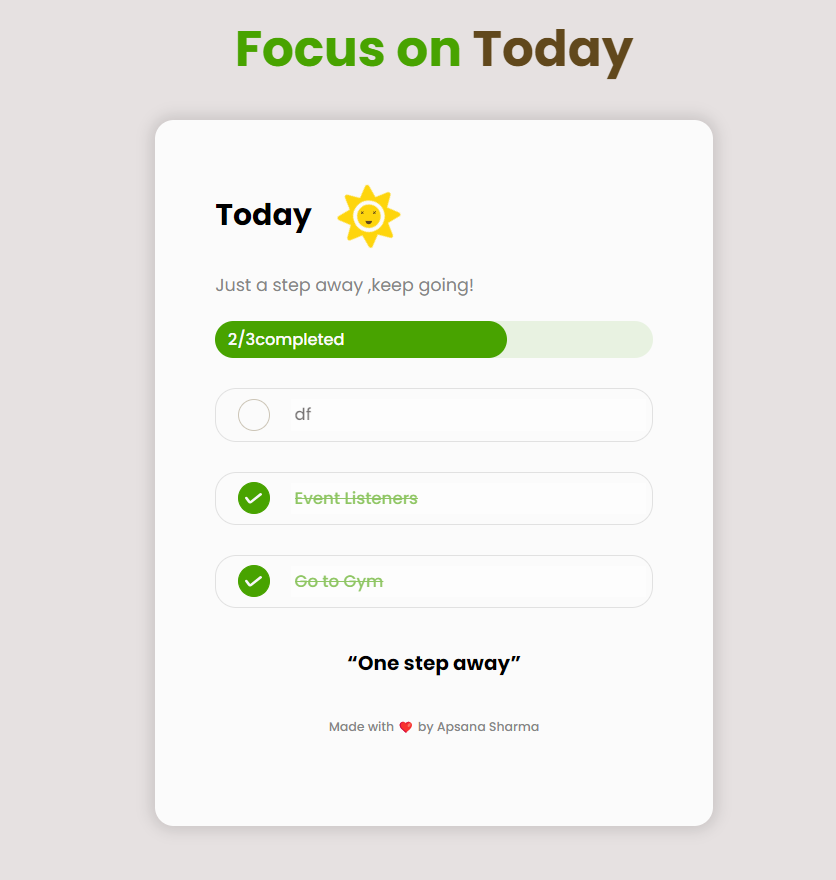 Focus on Today
Today
Just a step away ,keep going!
2/3completed
df
Event Listeners
Go to Gym
“One step away”
Made with ❤️ by Apsana Sharma